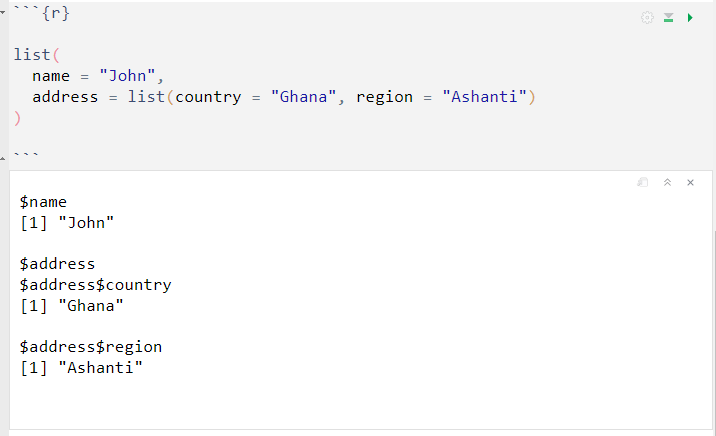 ```{r}
list(
  name = "John",
  address = list(country = "Ghana", region = "Ashanti")
)
```
$name
[1] "John"
$address
$address$country
[1] "Ghana"
$address$region
[1] "Ashanti"